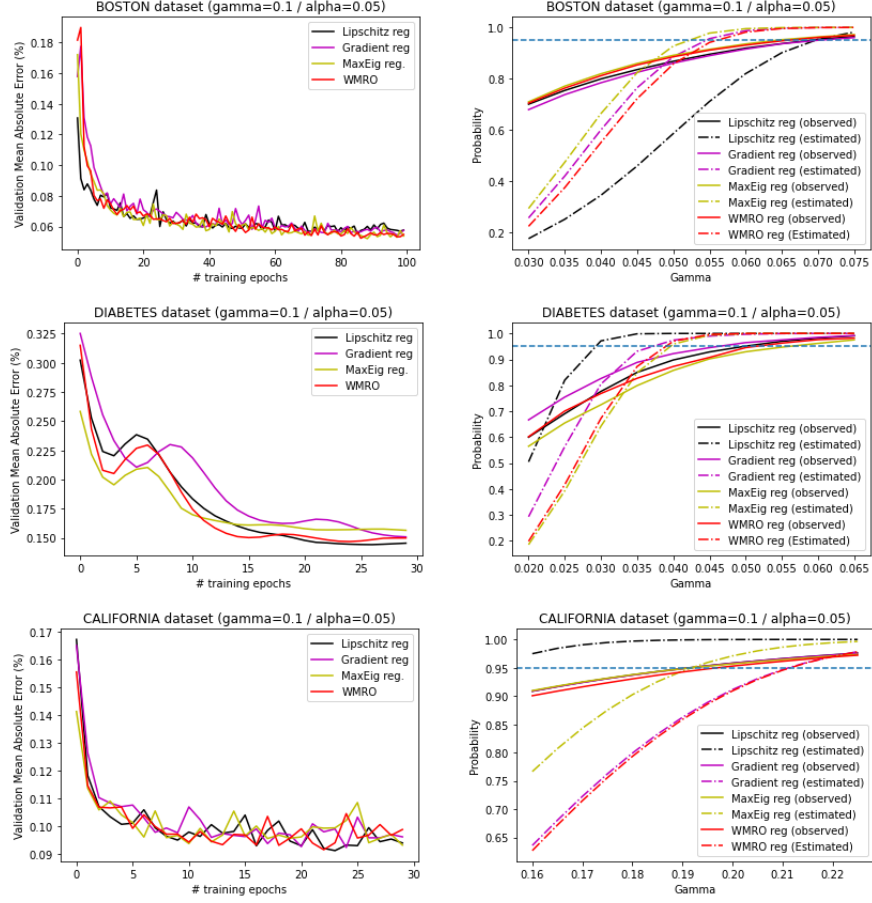 BOSTON dataset (gamma=0.1 / alpha=0.05)
Validation Mean Absolute Error (%)
0.18
0.16
0.14
0.12
0.10
0.08
0.06
0
20
40
60
80
100
# training epochs
Lipschitz reg
Gradient reg
MaxEig reg.
WMRO
BOSTON dataset (gamma=0.1 / alpha=0.05)
Probability
1.0
0.8
0.6
0.4
0.2
0.030 0.035 0.040 0.045 0.050 0.055 0.060 0.065 0.070 0.075
Gamma
Lipschitz reg (observed)
Lipschitz reg (estimated)
Gradient reg (observed)
Gradient reg (estimated)
MaxEig reg (observed)
MaxEig reg (estimated)
WMRO reg (observed)
WMRO reg (Estimated)
DIABETES dataset (gamma=0.1 / alpha=0.05)
Validation Mean Absolute Error (%)
0.325
0.300
0.275
0.250
0.225
0.200
0.175
0.150
0 5 10 15 20 25 30
# training epochs
Lipschitz reg
Gradient reg
MaxEig reg.
WMRO
DIABETES dataset (gamma=0.1 / alpha=0.05)
Probability
1.0
0.9
0.8
0.7
0.6
0.5
0.4
0.3
0.2
0.020 0.025 0.030 0.035 0.040 0.045 0.050 0.055 0.060 0.065
Gamma
Lipschitz reg (observed)
Lipschitz reg (estimated)
Gradient reg (observed)
Gradient reg (estimated)
MaxEig reg (observed)
MaxEig reg (estimated)
WMRO reg (observed)
WMRO reg (Estimated)
CALIFORNIA dataset (gamma=0.1 / alpha=0.05)
Validation Mean Absolute Error (%)
0.17
0.16
0.15
0.14
0.13
0.12
0.11
0.10
0.09
0 5 10 15 20 25 30
# training epochs
Lipschitz reg
Gradient reg
MaxEig reg.
WMRO
CALIFORNIA dataset (gamma=0.1 / alpha=0.05)
Probability
1.00
0.95
0.90
0.85
0.80
0.75
0.70
0.65
0.16 0.17 0.18 0.19 0.20 0.21 0.22
Gamma
Lipschitz reg (observed)
Lipschitz reg (estimated)
Gradient reg (observed)
Gradient reg (estimated)
MaxEig reg (observed)
MaxEig reg (estimated)
WMRO reg (observed)
WMRO reg (Estimated)